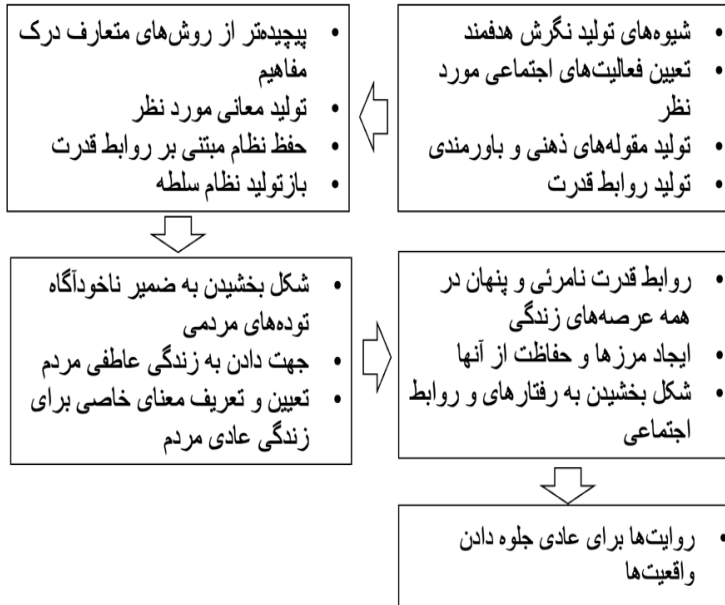 • شیوه‌های تولید نگرش هدفمند
• تعیین فعالیت‌های اجتماعی مورد
نظر
• تولید مقوله‌های ذهنی و باورمندی
• تولید روابط قدرت
• پیچیده‌تر از روش‌های متعارف درک
مفاهیم
• تولید معانی مورد نظر
• حفظ نظام مبتنی بر روابط قدرت
• بازتولید نظام سلطه
• شکل بخشیدن به ضمیر ناخودآگاه
توده‌های مردمی
• جهت دادن به زندگی عاطفی مردم
• تعیین و تعریف معنای خاصی برای
زندگی عادی مردم
• روابط قدرت نامرئی و پنهان در
همه عرصه‌های زندگی
• ایجاد مرزها و حفاظت از آنها
• شکل بخشیدن به رفتارهای و روابط
اجتماعی
• روایت‌ها برای عادی جلوه دادن
واقعیت‌ها